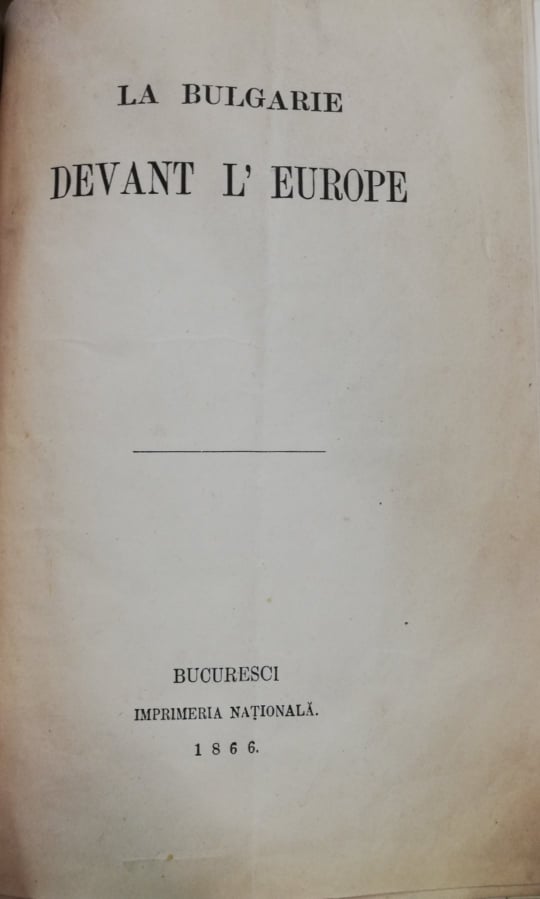 LA BULGARIE
DEVANT L' EUROPE
BUCURESCI
IMPRIMERIA NAȚIONALĂ.
1866.